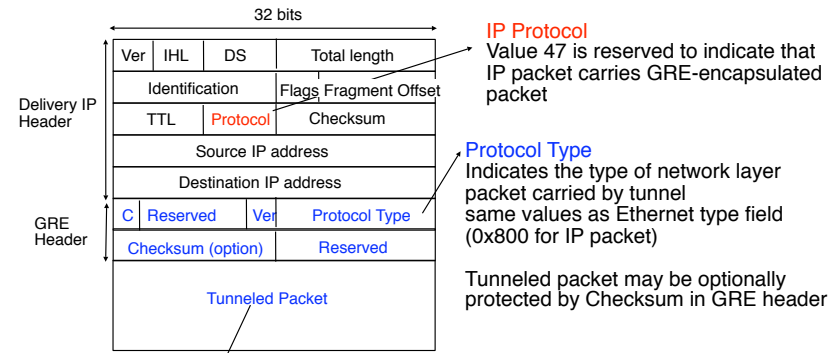 32 bits
Ver IHL DS Total length
Identification Flags Fragment Offset
TTL Protocol Checksum
Source IP address
Destination IP address
Delivery IP
Header
C Reserved Ver Protocol Type
Checksum (option) Reserved
GRE
Header
Tunneled Packet
IP Protocol
Value 47 is reserved to indicate that
IP packet carries GRE-encapsulated
packet
Protocol Type
Indicates the type of network layer
packet carried by tunnel
same values as Ethernet type field
(0x800 for IP packet)
Tunneled packet may be optionally
protected by Checksum in GRE header